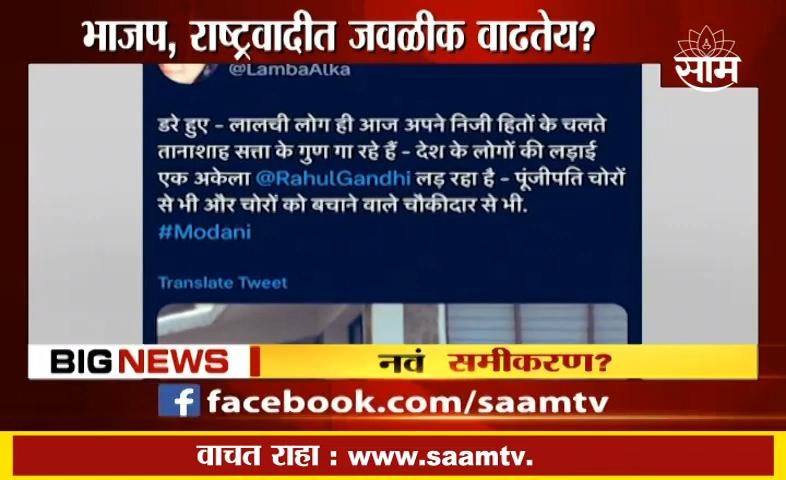 भाजप, राष्ट्रवादीत जवळीक वाढतेय?
साम
@LambaAlka
डरे हुए - लालची लोग ही आज अपने निजी हितों के चलते
तानाशाह सत्ता के गुण गा रहे हैं - देश के लोगों की लड़ाई
एक अकेला @RahulGandhi लड़ रहा है - पूंजीपति चोरों
से भी और चोरों को बचाने वाले चौकीदार से भी.
#Modani
Translate Tweet
BIG NEWS
नवं समीकरण?
facebook.com/saamtv
वाचत राहा : www.saamtv.